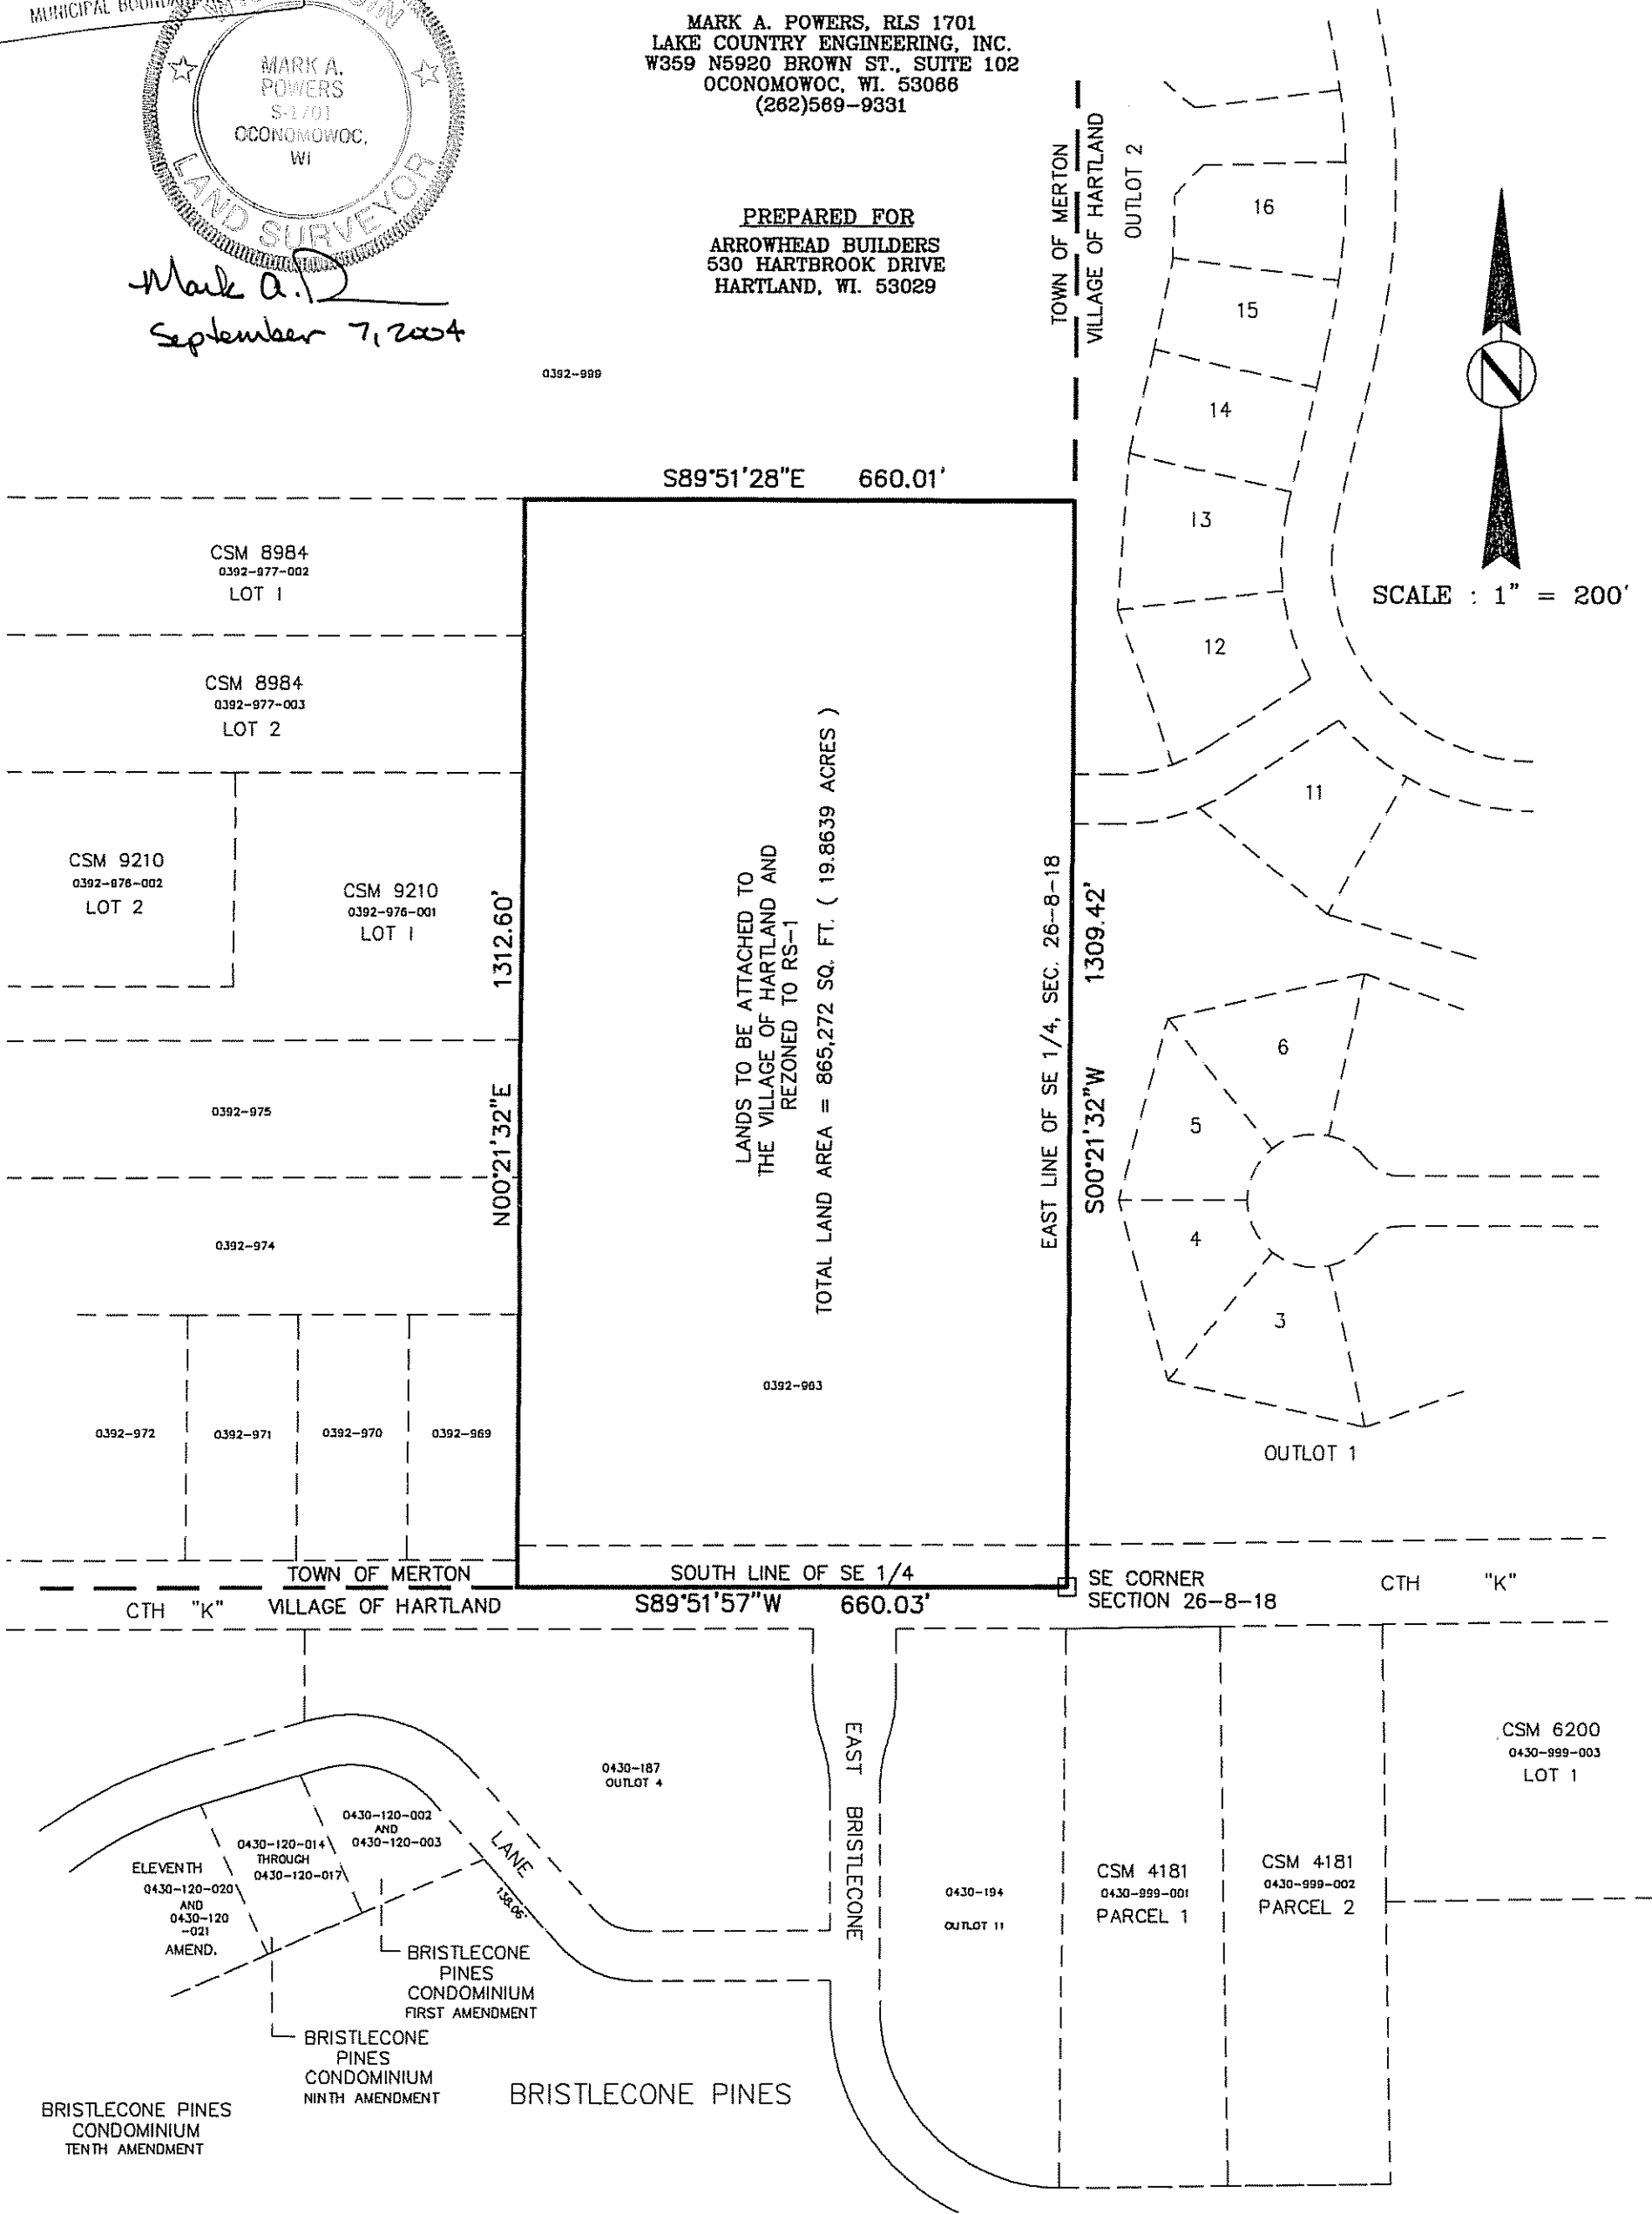 MUNICIPAL
MARK A.
POWERS
S-1701
OCONOMOWOC,
WI
LAND SURVEYOR
Mark A. P
September 7, 2004
MARK A. POWERS, RLS 1701
LAKE COUNTRY ENGINEERING, INC.
W359 N5920 BROWN ST., SUITE 102
OCONOMOWOC, WI. 53066
(262)569-9331
PREPARED FOR
ARROWHEAD BUILDERS
530 HARTBROOK DRIVE
HARTLAND, WI. 53029
TOWN OF MERTON
VILLAGE OF HARTLAND
OUTLOT 2
16
15
14
13
12
11
N
SCALE : 1" = 200'
0392-999
S89°51'28"E 660.01'
CSM 8984
0392-977-002
LOT 1
CSM 8984
0392-977-003
LOT 2
CSM 9210
0392-976-002
LOT 2
CSM 9210
0392-976-001
LOT 1
0392-975
0392-974
0392-972
0392-971
0392-970
0392-969
N00°21'32"E 1312.60'
LANDS TO BE ATTACHED TO
THE VILLAGE OF HARTLAND AND
REZONED TO RS-1
TOTAL LAND AREA = 865,272 SQ. FT. ( 19.8639 ACRES )
0392-983
EAST LINE OF SE 1/4, SEC. 26-8-18
S00°21'32"W 1309.42'
6
5
4
3
OUTLOT 1
TOWN OF MERTON
SOUTH LINE OF SE 1/4
CTH "K" VILLAGE OF HARTLAND
S89°51'57"W 660.03'
SE CORNER
SECTION 26-8-18
CTH "K"
0430-187
OUTLOT 4
EAST BRISTLECONE
LANE
138.06'
0430-120-002
AND
0430-120-003
0430-120-014
THROUGH
0430-120-017
ELEVENTH
0430-120-020
AND
0430-120
-021
AMEND.
0430-194
OUTLOT 11
CSM 4181
0430-999-001
PARCEL 1
CSM 4181
0430-999-002
PARCEL 2
CSM 6200
0430-999-003
LOT 1
BRISTLECONE
PINES
CONDOMINIUM
FIRST AMENDMENT
BRISTLECONE
PINES
CONDOMINIUM
NINTH AMENDMENT
BRISTLECONE PINES
BRISTLECONE PINES
CONDOMINIUM
TENTH AMENDMENT